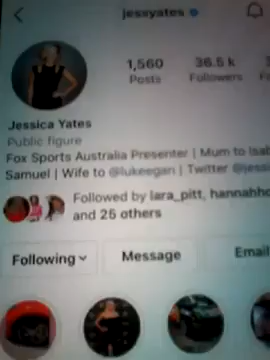 jessyates
1,560
36.5 k
Posts
Followers
Jessica Yates
Public figure
Fox Sports Australia Presenter | Mum to
Samuel | Wife to @lukeegan | Twitter
Followed by lara_pitt,
and 25 others
Following
Message
Email